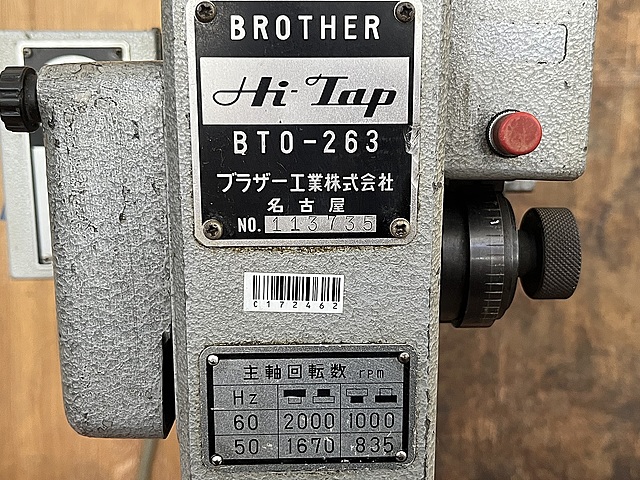 BROTHER
Hi-Tap
BTO-263
ブラザー工業株式会社
名古屋
NO. 113735
C172462
主軸回転数 rpm
Hz
60 2000 1000
50 1670 835